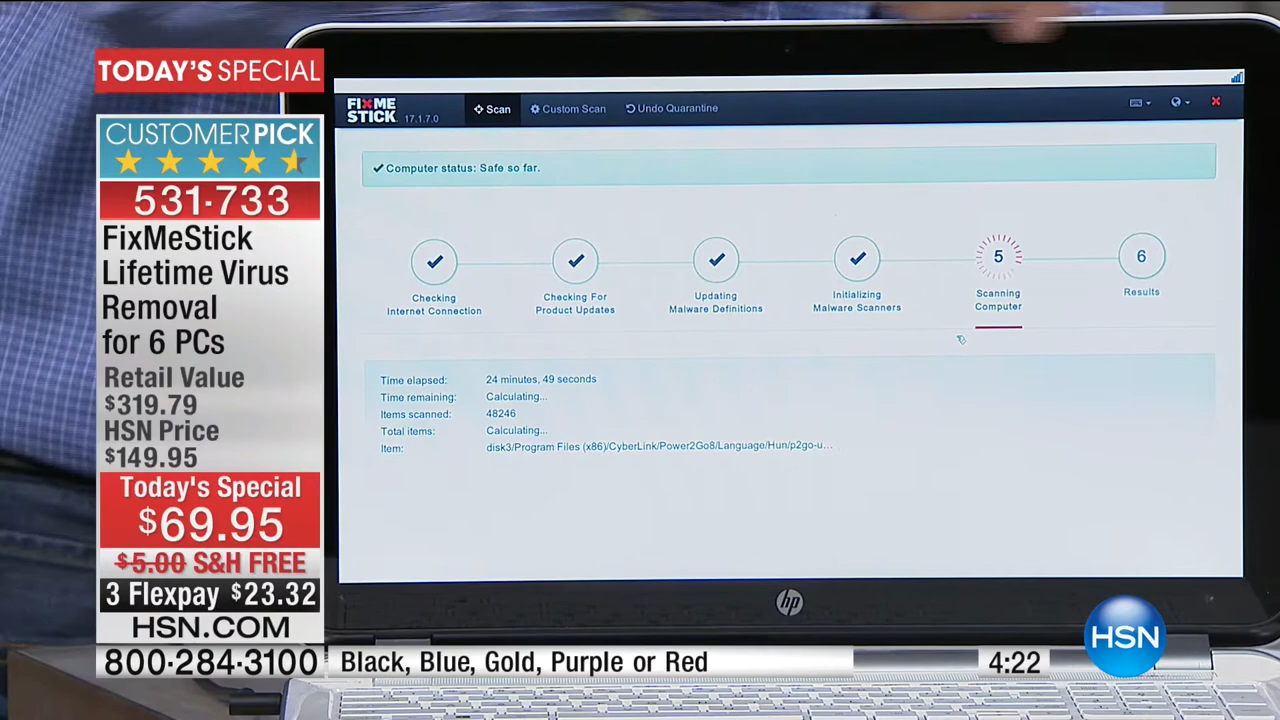 TODAY'S SPECIAL
CUSTOMER PICK
531·733
FixMeStick
Lifetime Virus
Removal
for 6 PCs
Retail Value
$319.79
HSN Price
$149.95
Today's Special
$69.95
$5.00 S&H FREE
3 Flexpay $23.32
HSN.COM
800·284·3100
Black, Blue, Gold, Purple or Red
4:22
HSN
FIXME
STICK 17.1.7.0
Scan
Custom Scan
Undo Quarantine
Computer status: Safe so far.
Checking
Internet Connection
Checking For
Product Updates
Updating
Malware Definitions
Initializing
Malware Scanners
5
Scanning
Computer
6
Results
Time elapsed: 24 minutes, 49 seconds
Time remaining: Calculating...
Items scanned: 48246
Total items: Calculating...
Item: disk3/Program Files (x86)/CyberLink/Power2Go8/Language/Hun/p2go-u...
hp